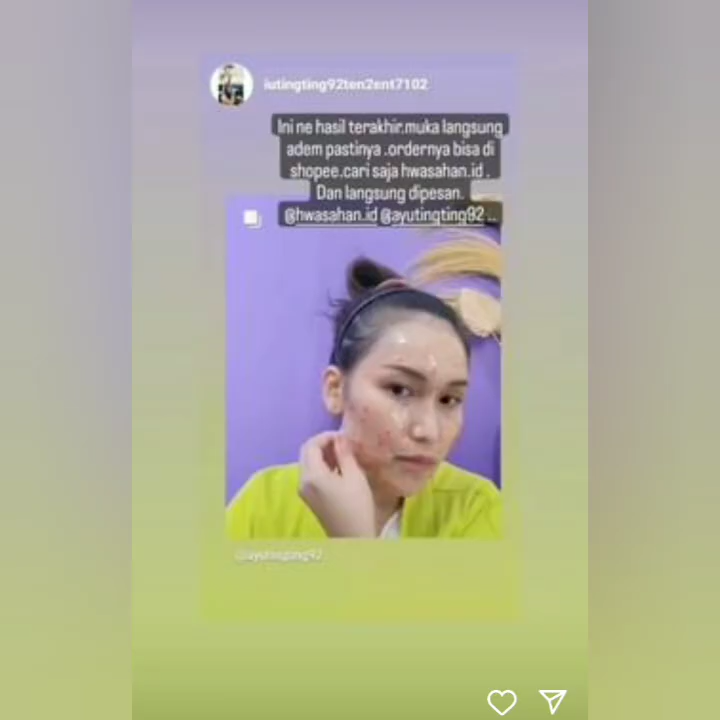 iutingting92ten2ent7102
Ini ne hasil terakhir.muka langsung
adem pastinya .ordernya bisa di
shopee.cari saja hwasahan.id .
Dan langsung dipesan.
@hwasahan.id @ayutingting92 ..
@ayutingting92